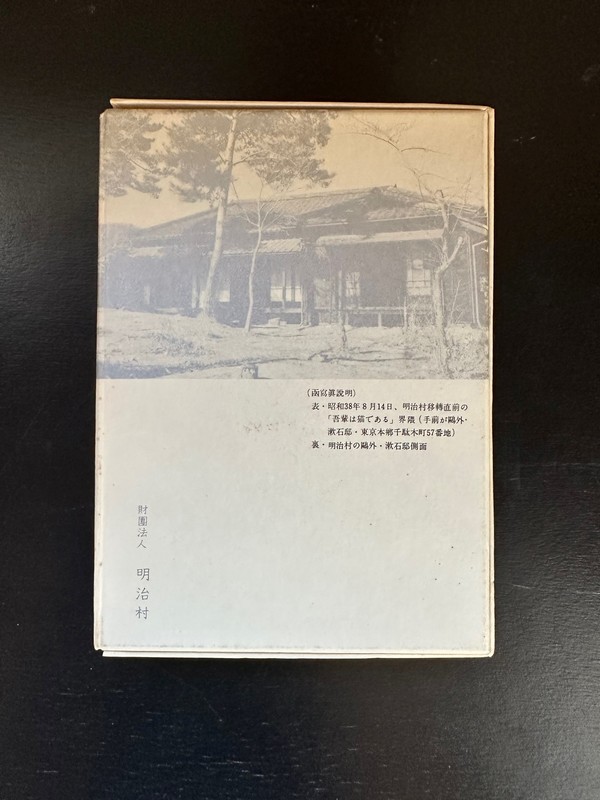 (函寫眞説明)
表・昭和38年8月14日、明治村移轉直前の
「吾輩は猫である」界隈(手前が鷗外・
漱石邸・東京本郷千駄木町57番地)
裏・明治村の鷗外・漱石邸側面
財團法人 明治村